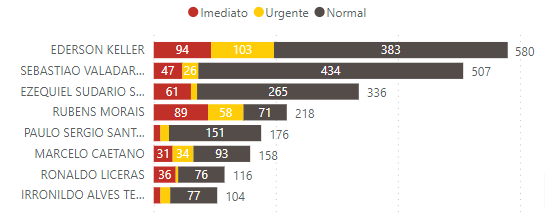 Imediato Urgente Normal
EDERSON KELLER 94 103 383 580
SEBASTIAO VALADAR... 47 26 434 507
EZEQUIEL SUDARIO S... 61 265 336
RUBENS MORAIS 89 58 71 218
PAULO SERGIO SANT... 151 176
MARCELO CAETANO 31 34 93 158
RONALDO LICERAS 36 76 116
IRRONILDO ALVES TE... 77 104